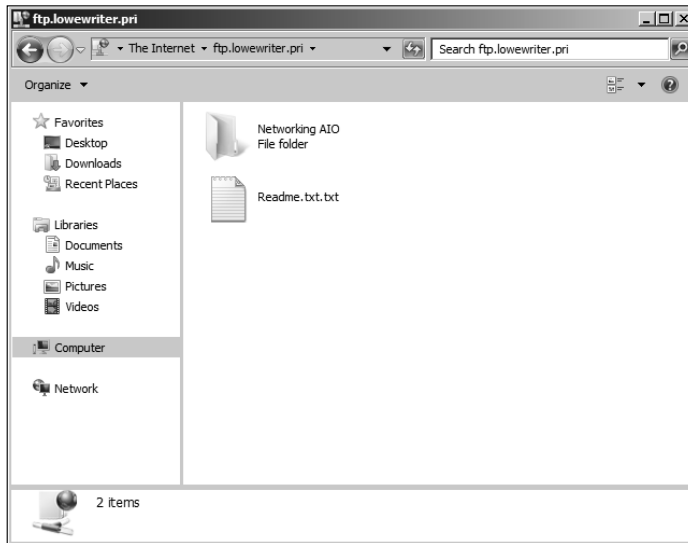 ftp.lowewriter.pri
The Internet ftp.lowewriter.pri
Search ftp.lowewriter.pri
Organize
Favorites
Desktop
Downloads
Recent Places
Libraries
Documents
Music
Pictures
Videos
Computer
Network
Networking AIO
File folder
Readme.txt.txt
2 items